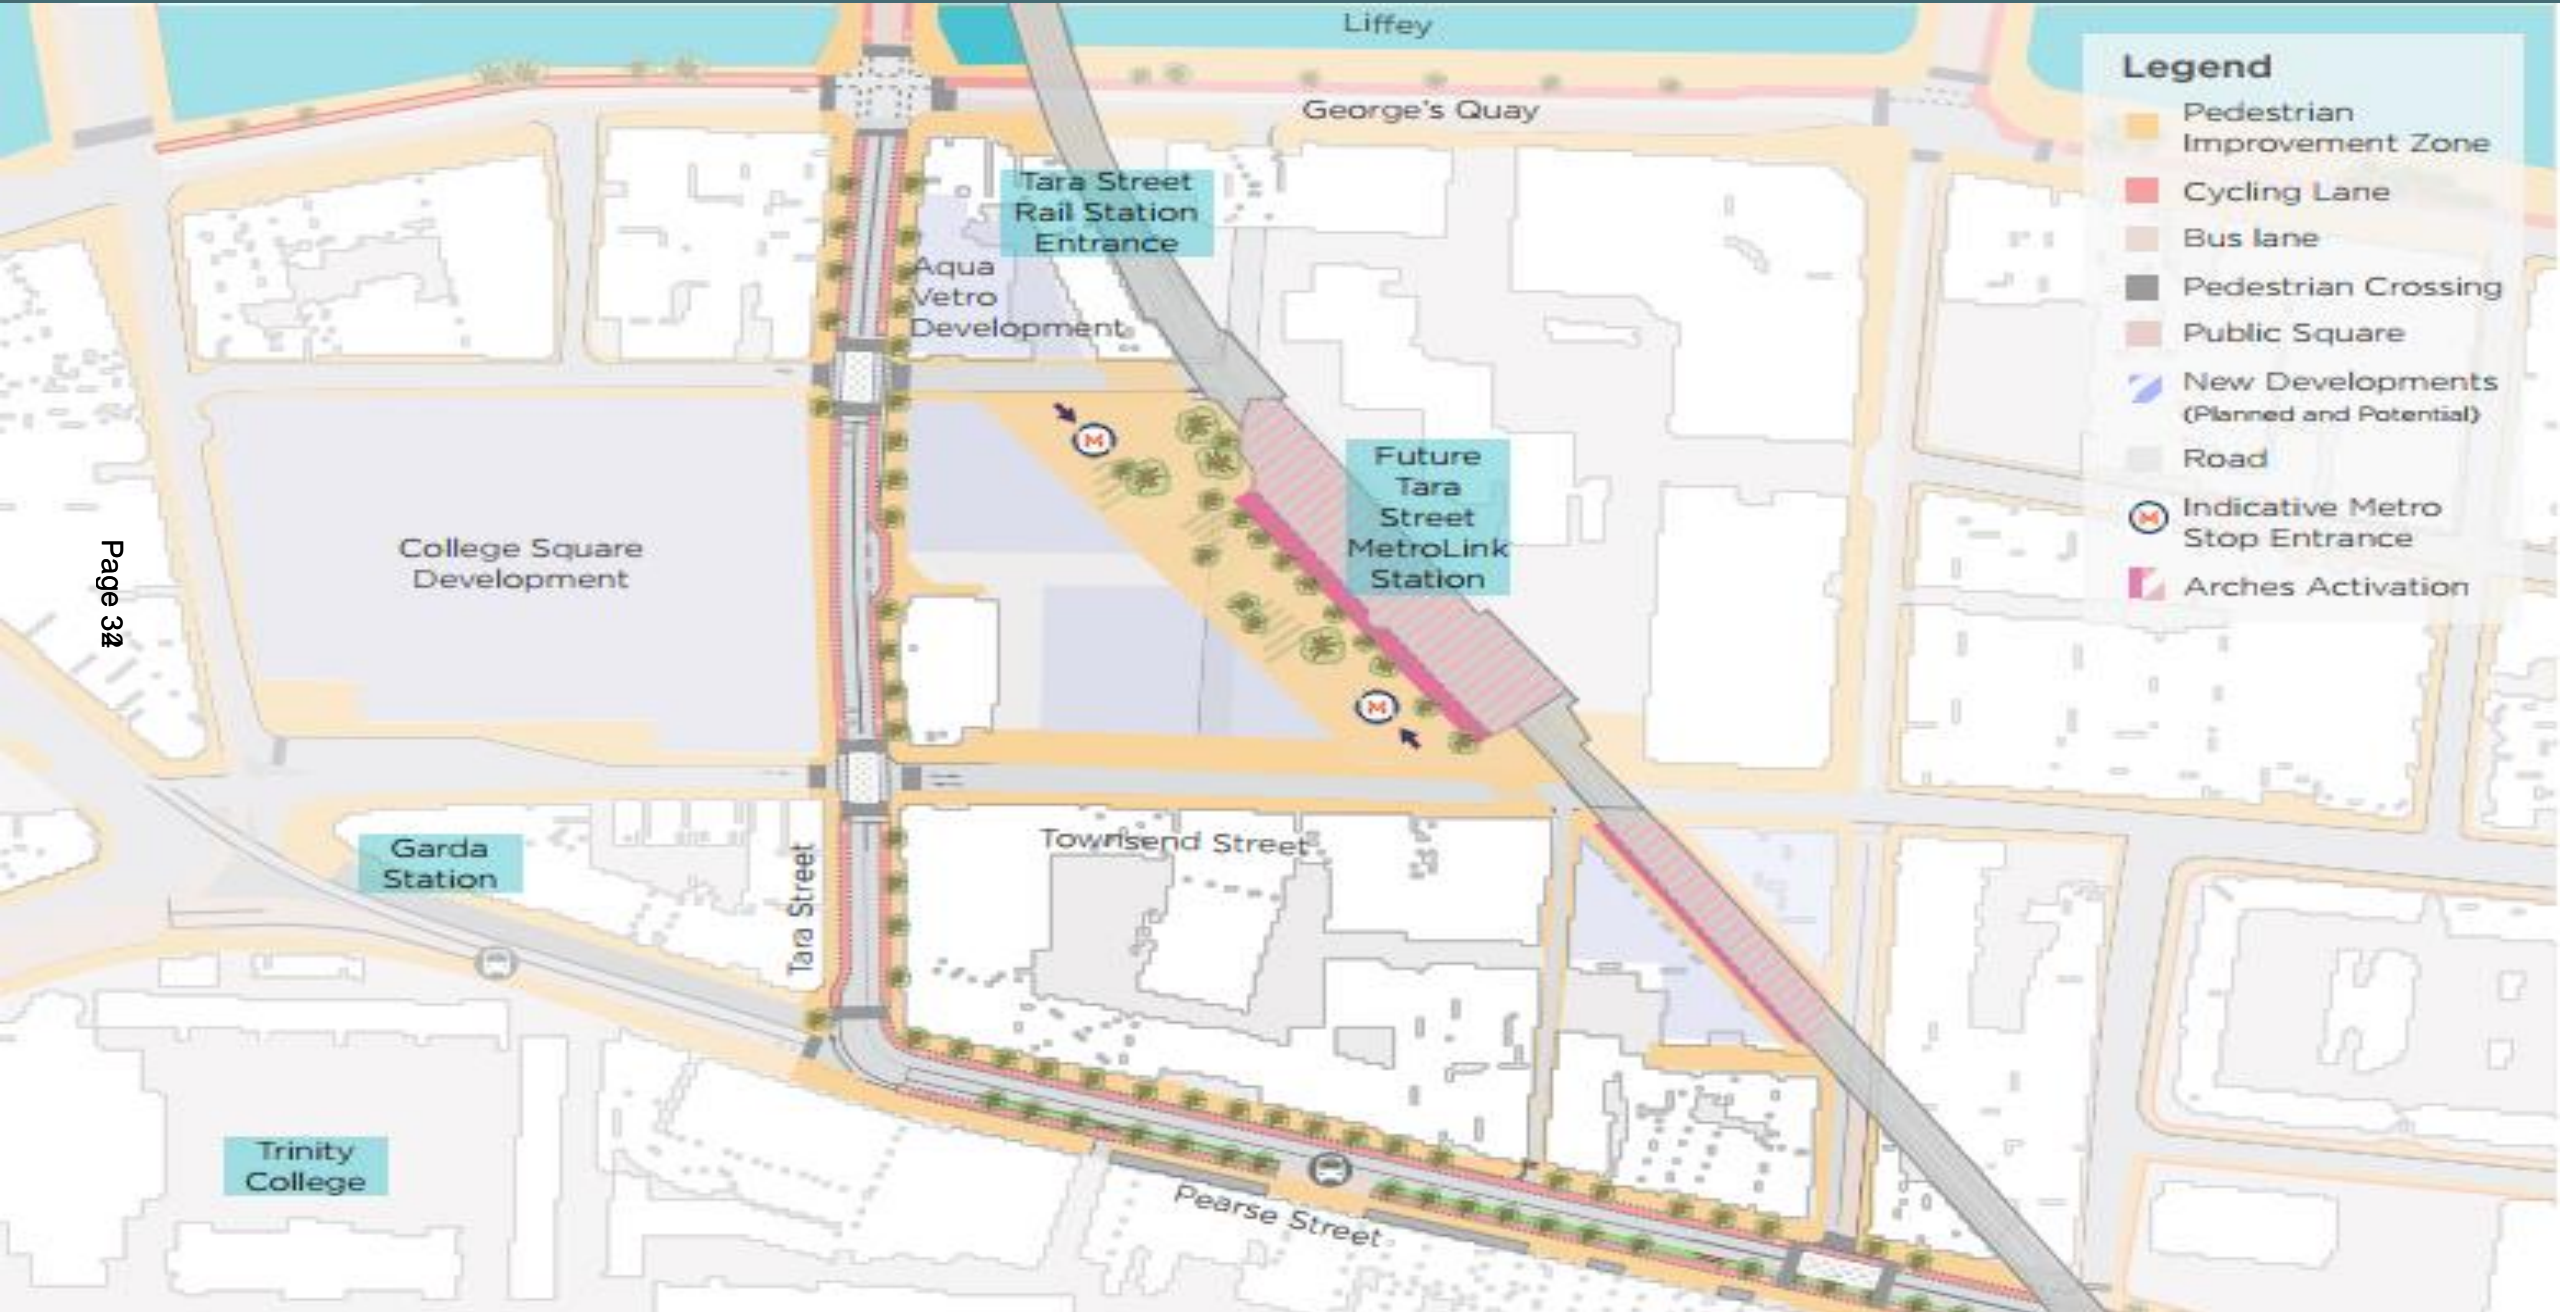 Liffey
George's Quay
Tara Street
Rail Station
Entrance
Aqua
Vetro
Development
Future
Tara
Street
MetroLink
Station
College Square
Development
Garda
Station
Tara Street
Townsend Street
Trinity
College
Pearse Street
Legend
Pedestrian
Improvement Zone
Cycling Lane
Bus lane
Pedestrian Crossing
Public Square
New Developments
(Planned and Potential)
Road
M Indicative Metro
Stop Entrance
Arches Activation
M
M
Page